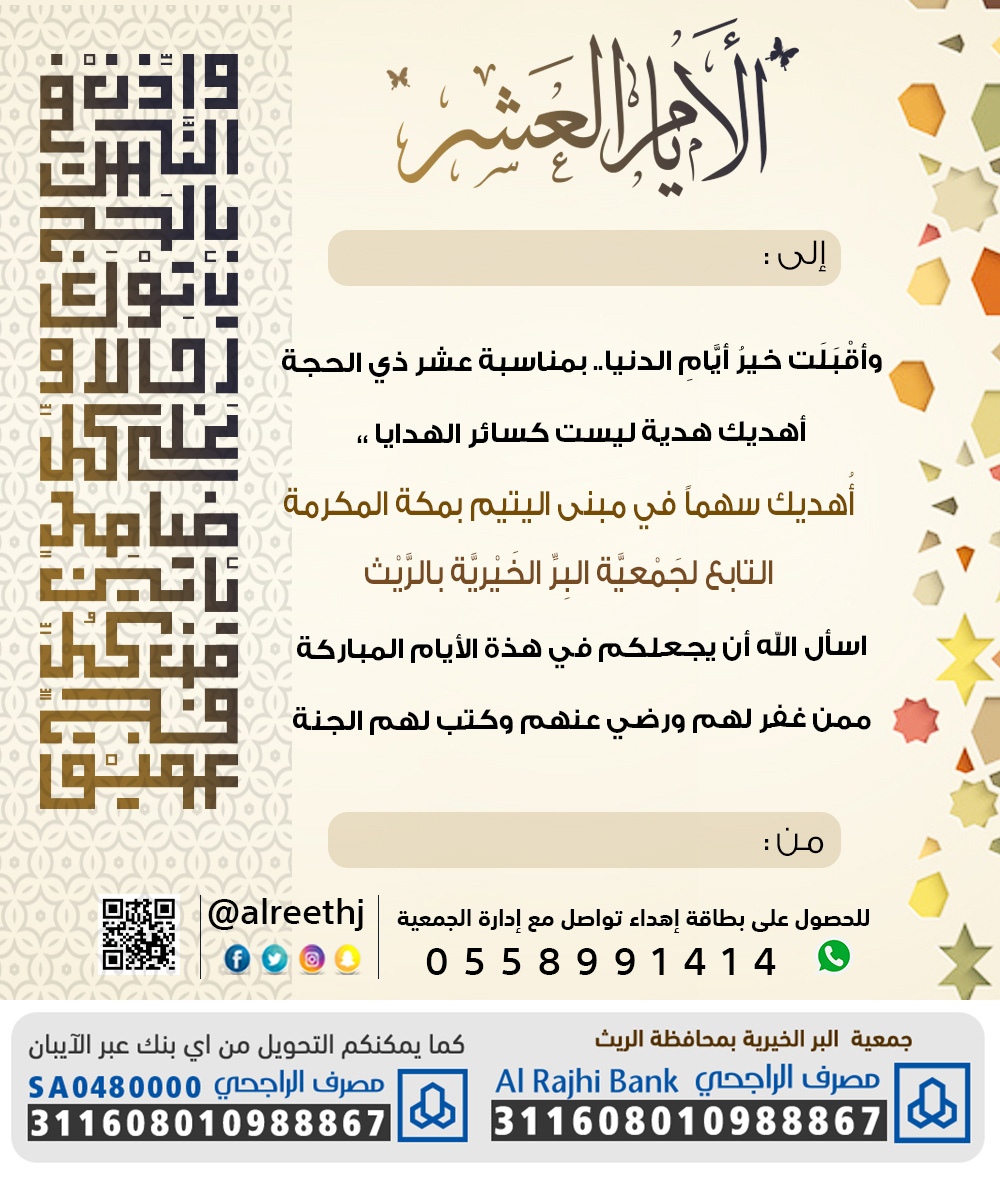 الأيام العشر
إلى :
وأقْبَلَت خيرُ أيَّامِ الدنيا.. بمناسبة عشر ذي الحجة
أهديك هدية ليست كسائر الهدايا ،،
أُهديك سهماً في مبنى اليتيم بمكة المكرمة
التابع لجَمْعيَّة البِرِّ الخَيْريَّة بالرَّيْث
اسأل الله أن يجعلكم في هذة الأيام المباركة
ممن غفر لهم ورضي عنهم وكتب لهم الجنة
من :
وأذن في
الناس
بالحج
يأتوك
رجالا و
على كل
ضامر
يأتين
من كل
فج
عميق
للحصول على بطاقة إهداء تواصل مع إدارة الجمعية
0558991414
@alreethj
جمعية البر الخيرية بمحافظة الريث
مصرف الراجحي Al Rajhi Bank
311608010988867
كما يمكنكم التحويل من اي بنك عبر الآيبان
مصرف الراجحي SA0480000
311608010988867